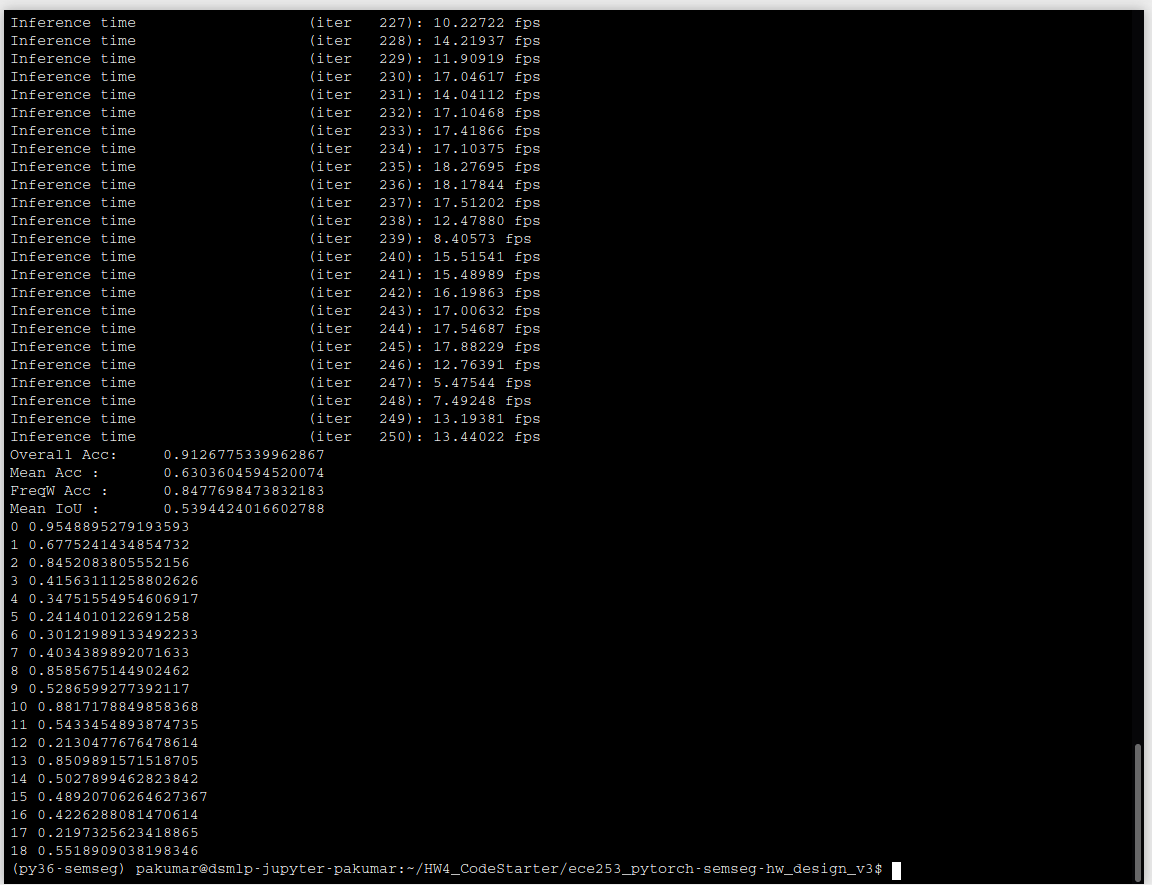 Inference time (iter 227): 10.22722 fps
Inference time (iter 228): 14.21937 fps
Inference time (iter 229): 11.90919 fps
Inference time (iter 230): 17.04617 fps
Inference time (iter 231): 14.04112 fps
Inference time (iter 232): 17.10468 fps
Inference time (iter 233): 17.41866 fps
Inference time (iter 234): 17.10375 fps
Inference time (iter 235): 18.27695 fps
Inference time (iter 236): 18.17844 fps
Inference time (iter 237): 17.51202 fps
Inference time (iter 238): 12.47880 fps
Inference time (iter 239): 8.40573 fps
Inference time (iter 240): 15.51541 fps
Inference time (iter 241): 15.48989 fps
Inference time (iter 242): 16.19863 fps
Inference time (iter 243): 17.00632 fps
Inference time (iter 244): 17.54687 fps
Inference time (iter 245): 17.88229 fps
Inference time (iter 246): 12.76391 fps
Inference time (iter 247): 5.47544 fps
Inference time (iter 248): 7.49248 fps
Inference time (iter 249): 13.19381 fps
Inference time (iter 250): 13.44022 fps
Overall Acc: 0.9126775339962867
Mean Acc : 0.6303604594520074
FreqW Acc : 0.8477698473832183
Mean IoU : 0.5394424016602788
0 0.9548895279193593
1 0.6775241434854732
2 0.8452083805552156
3 0.41563111258802626
4 0.34751554954606917
5 0.2414010122691258
6 0.30121989133492233
7 0.4034389892071633
8 0.8585675144902462
9 0.5286599277392117
10 0.8817178849858368
11 0.5433454893874735
12 0.2130477676478614
13 0.8509891571518705
14 0.5027899462823842
15 0.48920706264627367
16 0.4226288081470614
17 0.2197325623418865
18 0.5518909038198346
(py36-semseg) pakumar@dsmlp-jupyter-pakumar:~/HW4_CodeStarter/ece253_pytorch-semseg-hw_design_v3$